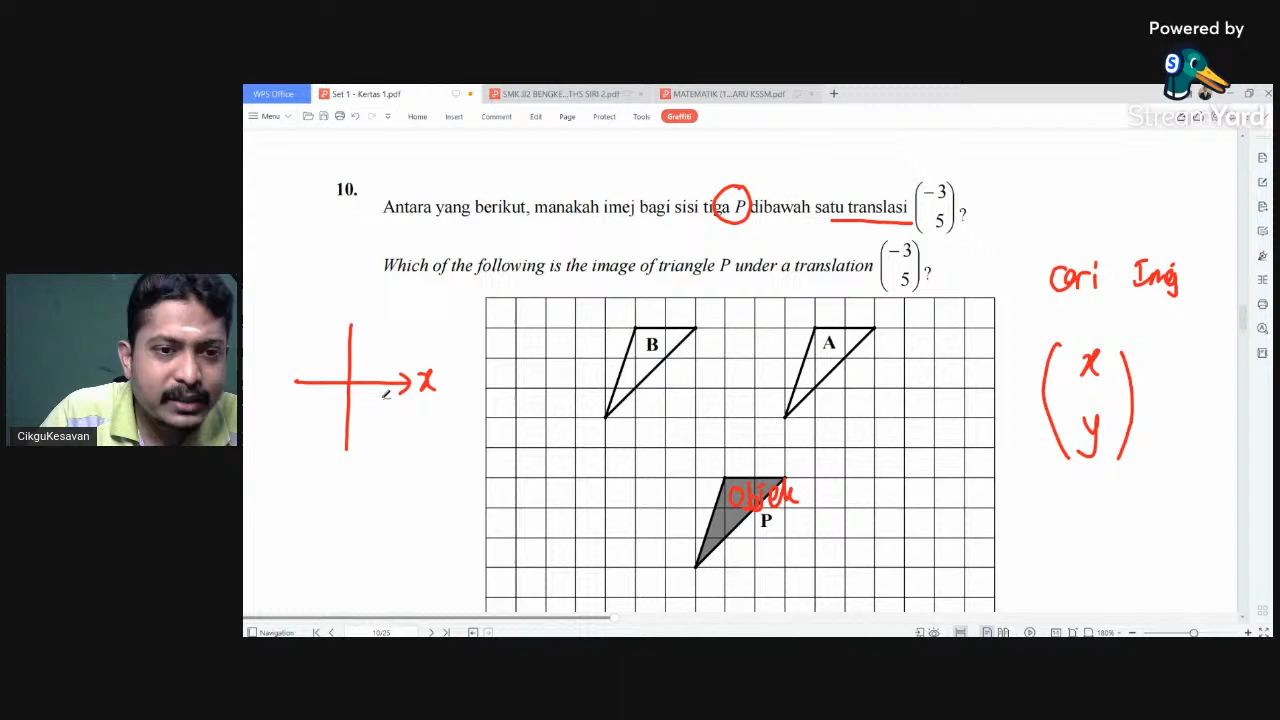 Powered by
S
StreamYard
WPS Office
Set 1 - Kertas 1.pdf
SMK JI2 BENGKE...THS SIRI 2.pdf
MATEMATIK (1...ARU KSSM.pdf
Menu
Home
Insert
Comment
Edit
Page
Protect
Tools
Graffiti
10.
Antara yang berikut, manakah imej bagi sisi tiga P dibawah satu translasi (-3 5)?
Which of the following is the image of triangle P under a translation (-3 5)?
Cari Imej
B
A
x
x
y
Objek
P
CikguKesavan
Navigation
10/25
180%